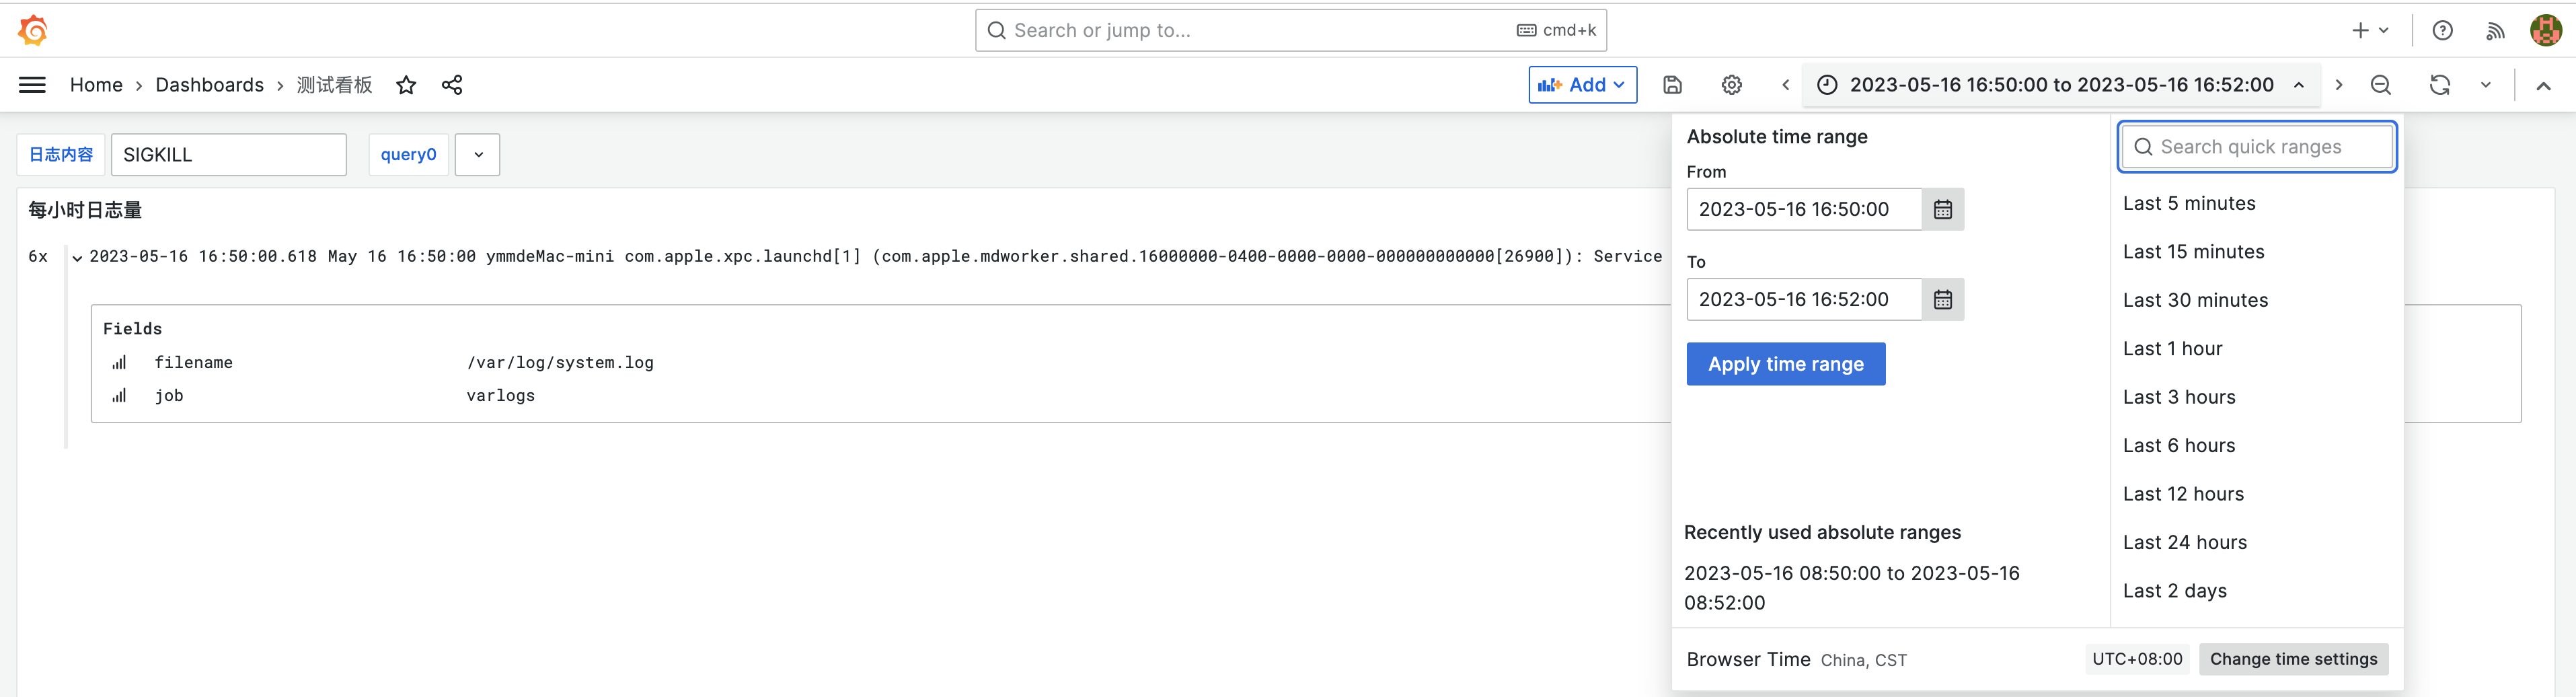 Search or jump to...
cmd+k
Home
Dashboards
测试看板
Add
2023-05-16 16:50:00 to 2023-05-16 16:52:00
日志内容
SIGKILL
query0
每小时日志量
6x
2023-05-16 16:50:00.618 May 16 16:50:00 ymmdeMac-mini com.apple.xpc.launchd[1] (com.apple.mdworker.shared.16000000-0400-0000-0000-000000000000[26900]): Service
Fields
filename /var/log/system.log
job varlogs
Absolute time range
From
2023-05-16 16:50:00
To
2023-05-16 16:52:00
Apply time range
Recently used absolute ranges
2023-05-16 08:50:00 to 2023-05-16
08:52:00
Search quick ranges
Last 5 minutes
Last 15 minutes
Last 30 minutes
Last 1 hour
Last 3 hours
Last 6 hours
Last 12 hours
Last 24 hours
Last 2 days
Browser Time China, CST
UTC+08:00
Change time settings